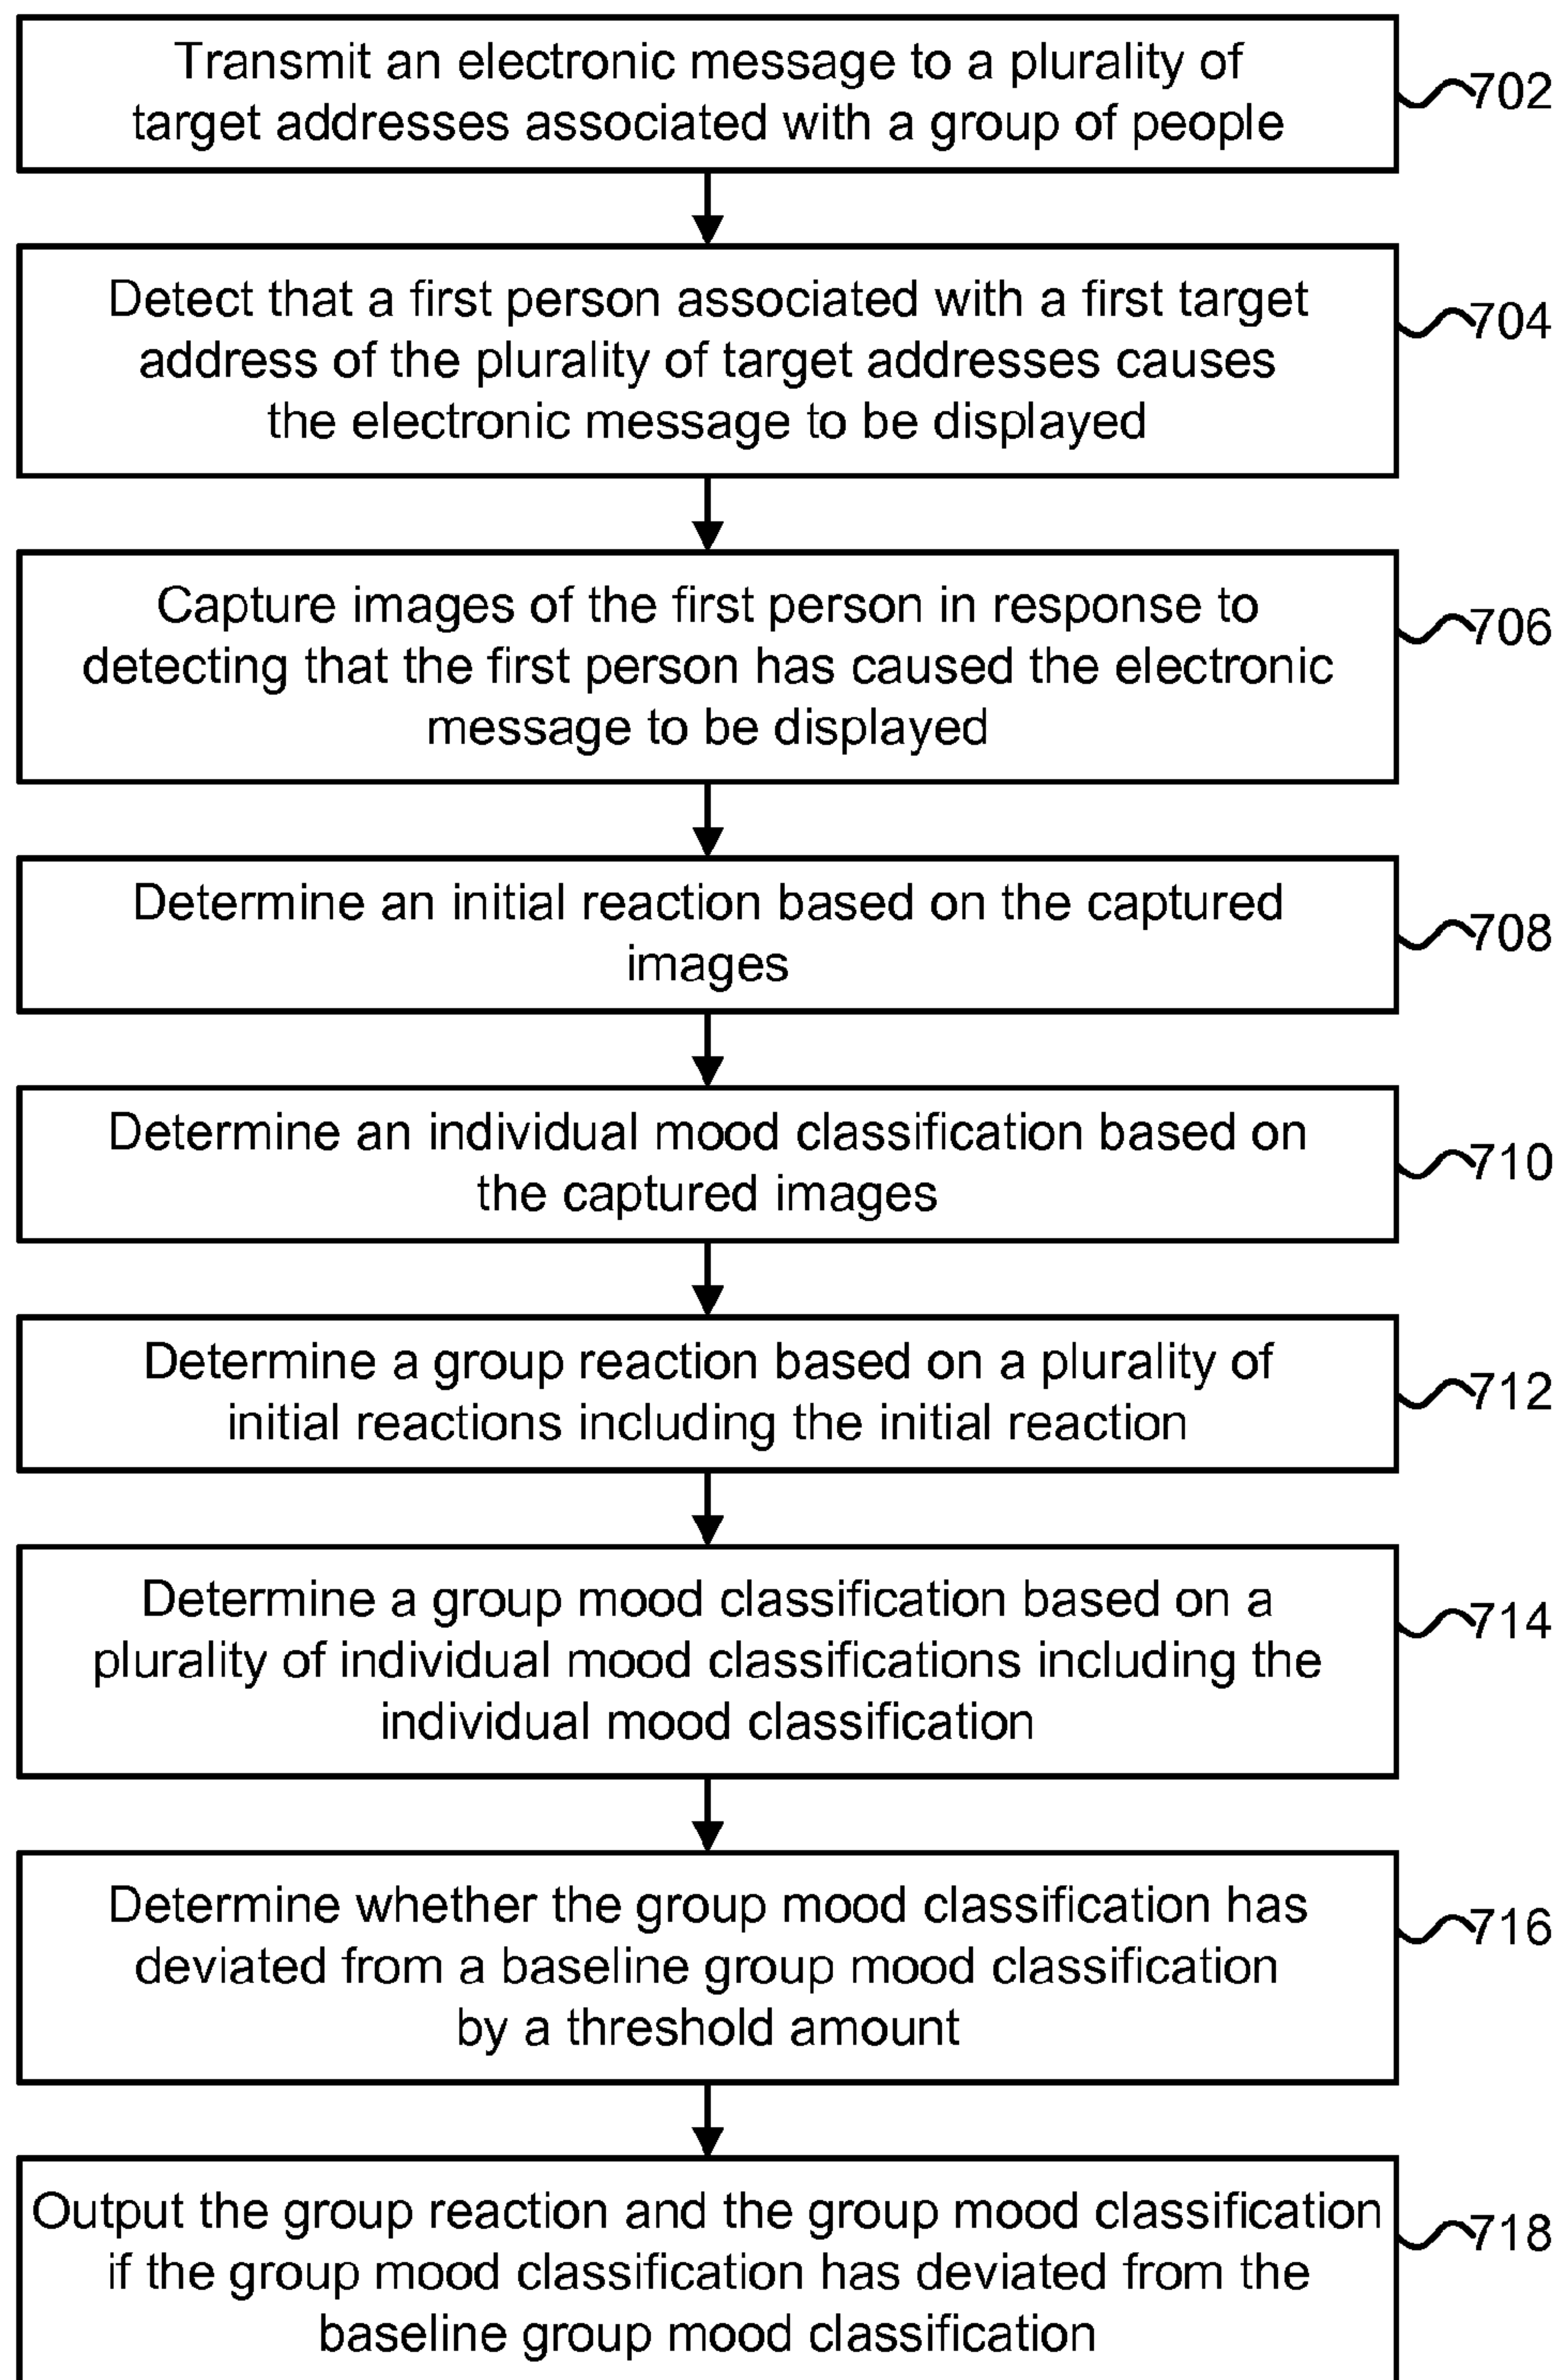 Transmit an electronic message to a plurality of
target addresses associated with a group of people
702
Detect that a first person associated with a first target
address of the plurality of target addresses causes
the electronic message to be displayed
704
Capture images of the first person in response to
detecting that the first person has caused the electronic
message to be displayed
706
Determine an initial reaction based on the captured
images
708
Determine an individual mood classification based on
the captured images
710
Determine a group reaction based on a plurality of
initial reactions including the initial reaction
712
Determine a group mood classification based on a
plurality of individual mood classifications including the
individual mood classification
714
Determine whether the group mood classification has
deviated from a baseline group mood classification
by a threshold amount
716
Output the group reaction and the group mood classification
if the group mood classification has deviated from the
baseline group mood classification
718